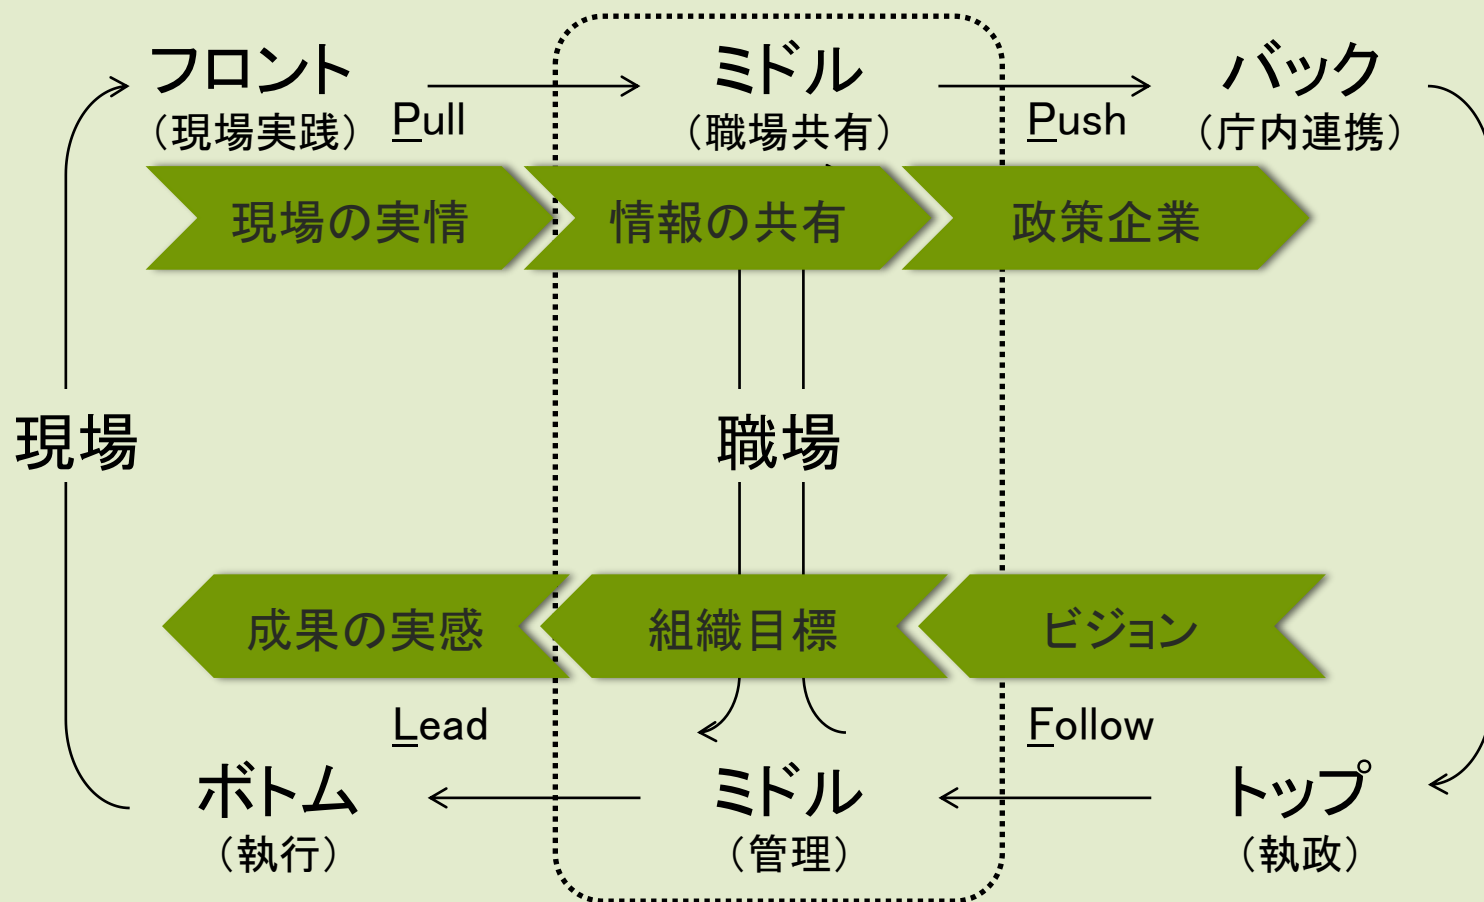 フロント
ミドル
バック
（現場実践）
Pull
（職場共有）
Push
（庁内連携）
現場の実情
情報の共有
政策企業
現場
職場
成果の実感
組織目標
ビジョン
Lead
Follow
ボトム
ミドル
トップ
（執行）
（管理）
（執政）